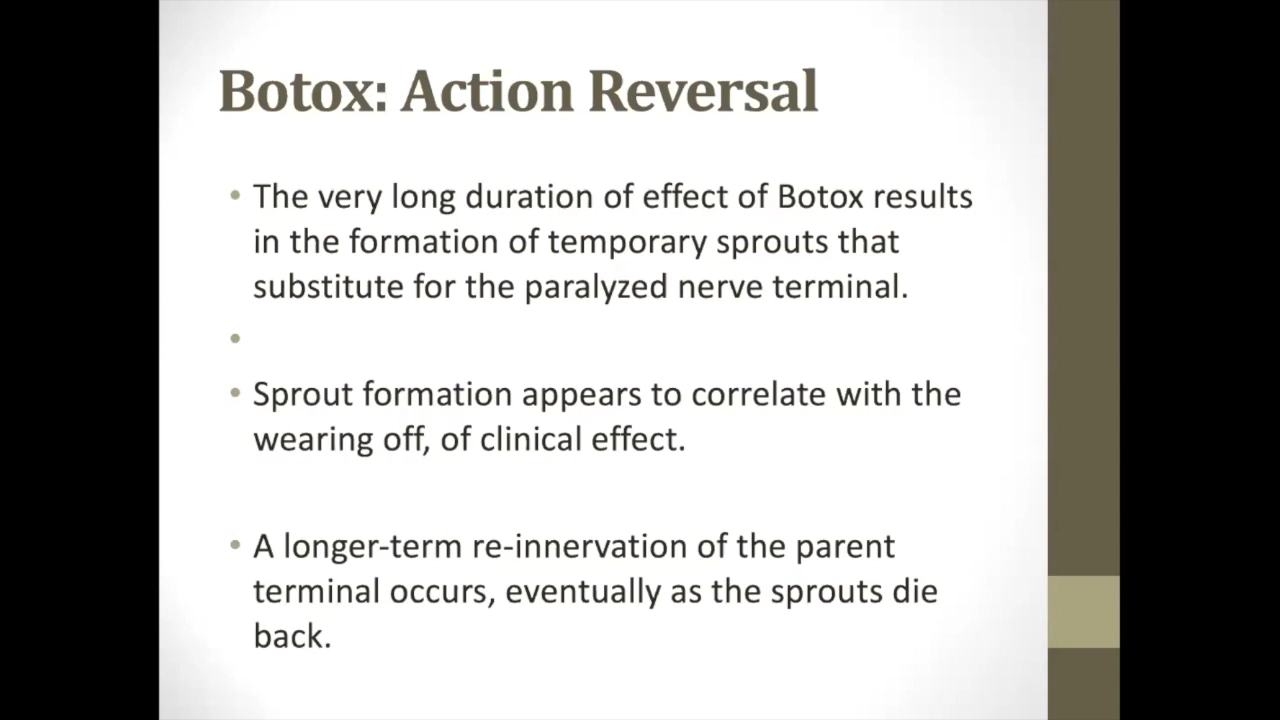 Botox: Action Reversal
• The very long duration of effect of Botox results
in the formation of temporary sprouts that
substitute for the paralyzed nerve terminal.
•
• Sprout formation appears to correlate with the
wearing off, of clinical effect.
• A longer-term re-innervation of the parent
terminal occurs, eventually as the sprouts die
back.